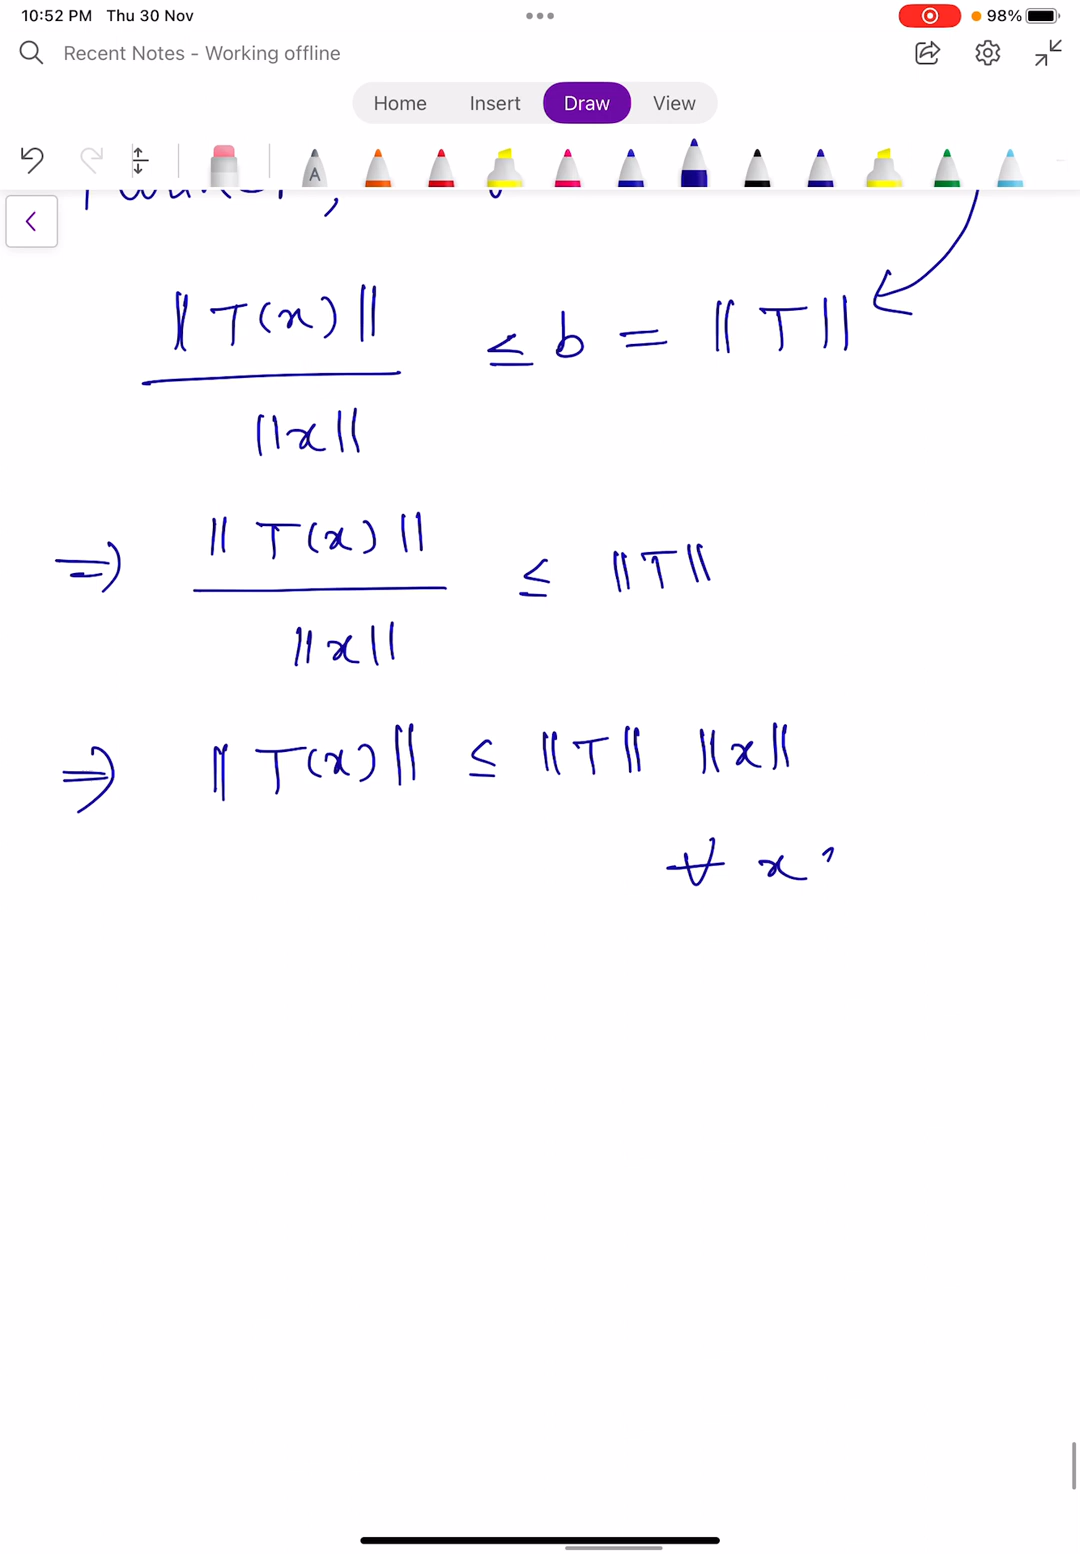 10:52 PM Thu 30 Nov
98%
Recent Notes - Working offline
Home Insert Draw View
A
|| T(x) || / ||x|| ≤ b = || T ||
⇒ || T(x) || / ||x|| ≤ ||T||
⇒ || T(x) || ≤ ||T|| ||x||
∀ x